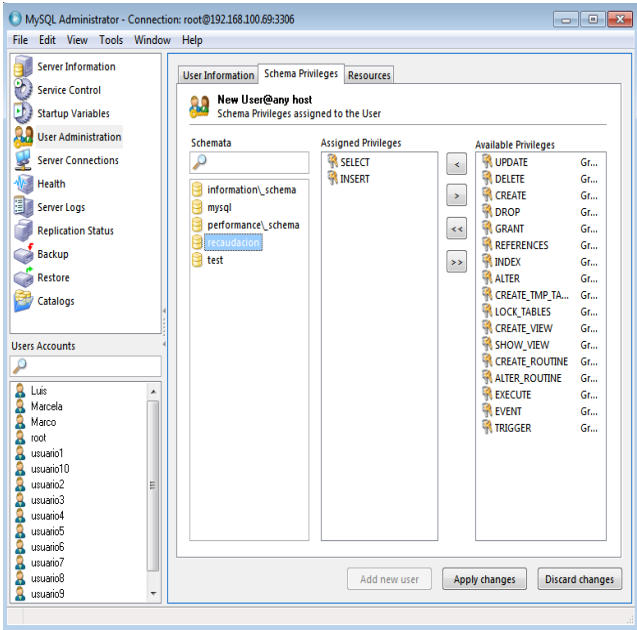 MySQL Administrator - Connection: root@192.168.100.69:3306
File Edit View Tools Window Help
Server Information
Service Control
Startup Variables
User Administration
Server Connections
Health
Server Logs
Replication Status
Backup
Restore
Catalogs
Users Accounts
Luis
Marcela
Marco
root
usuario1
usuario10
usuario2
usuario3
usuario4
usuario5
usuario6
usuario7
usuario8
usuario9
User Information Schema Privileges Resources
New User@any host
Schema Privileges assigned to the User
Schemata
information\_schema
mysql
performance\_schema
recaudacion
test
Assigned Privileges
SELECT
INSERT
<
>
<<
>>
Available Privileges
UPDATE Gr...
DELETE Gr...
CREATE Gr...
DROP Gr...
GRANT Gr...
REFERENCES Gr...
INDEX Gr...
ALTER Gr...
CREATE_TMP_TA... Gr...
LOCK_TABLES Gr...
CREATE_VIEW Gr...
SHOW_VIEW Gr...
CREATE_ROUTINE Gr...
ALTER_ROUTINE Gr...
EXECUTE Gr...
EVENT Gr...
TRIGGER Gr...
Add new user Apply changes Discard changes